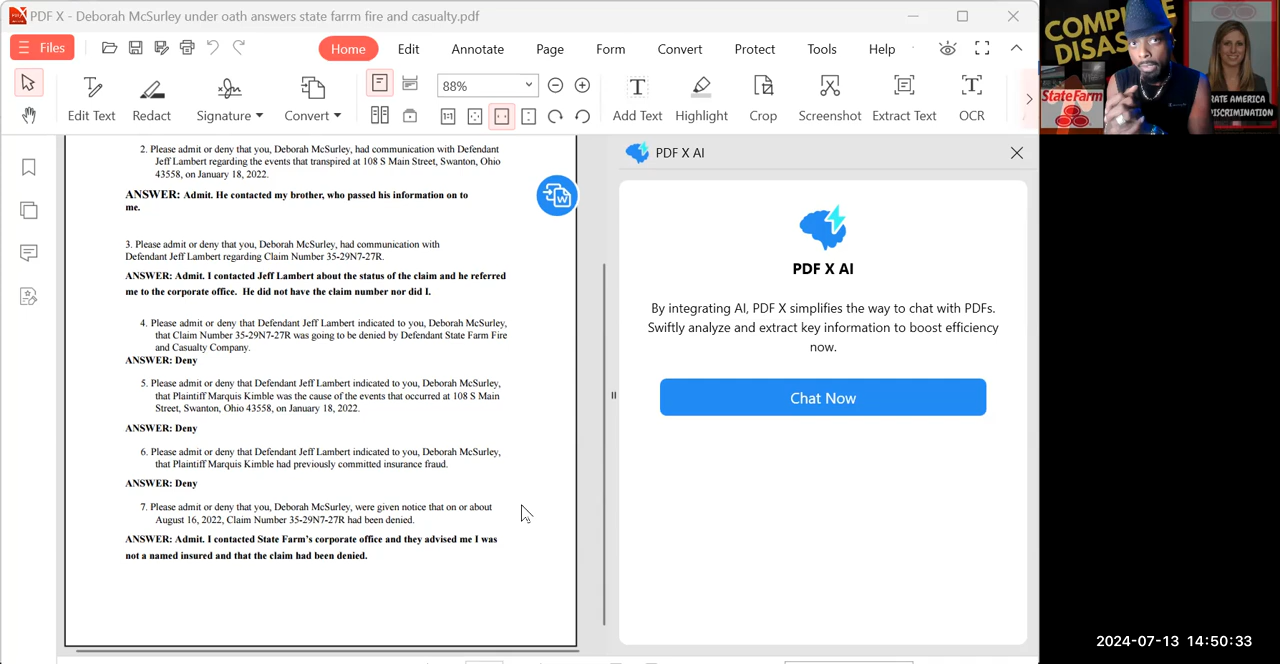 PDF X - Deborah McSurley under oath answers state farrm fire and casualty.pdf
Files
Home Edit Annotate Page Form Convert Protect Tools Help
88%
Edit Text Redact Signature Convert Add Text Highlight Crop Screenshot Extract Text OCR
2. Please admit or deny that you, Deborah McSurley, had communication with Defendant
Jeff Lambert regarding the events that transpired at 108 S Main Street, Swanton, Ohio
43558, on January 18, 2022.
ANSWER: Admit. He contacted my brother, who passed his information on to
me.
3. Please admit or deny that you, Deborah McSurley, had communication with
Defendant Jeff Lambert regarding Claim Number 35-29N7-27R.
ANSWER: Admit. I contacted Jeff Lambert about the status of the claim and he referred
me to the corporate office. He did not have the claim number nor did I.
4. Please admit or deny that Defendant Jeff Lambert indicated to you, Deborah McSurley,
that Claim Number 35-29N7-27R was going to be denied by Defendant State Farm Fire
and Casualty Company.
ANSWER: Deny
5. Please admit or deny that Defendant Jeff Lambert indicated to you, Deborah McSurley,
that Plaintiff Marquis Kimble was the cause of the events that occurred at 108 S Main
Street, Swanton, Ohio 43558, on January 18, 2022.
ANSWER: Deny
6. Please admit or deny that Defendant Jeff Lambert indicated to you, Deborah McSurley,
that Plaintiff Marquis Kimble had previously committed insurance fraud.
ANSWER: Deny
7. Please admit or deny that you, Deborah McSurley, were given notice that on or about
August 16, 2022, Claim Number 35-29N7-27R had been denied.
ANSWER: Admit. I contacted State Farm's corporate office and they advised me I was
not a named insured and that the claim had been denied.
PDF X AI
PDF X AI
By integrating AI, PDF X simplifies the way to chat with PDFs.
Swiftly analyze and extract key information to boost efficiency
now.
Chat Now
StateFarm
RATE AMERICA
DISCRIMINATION
2024-07-13 14:50:33